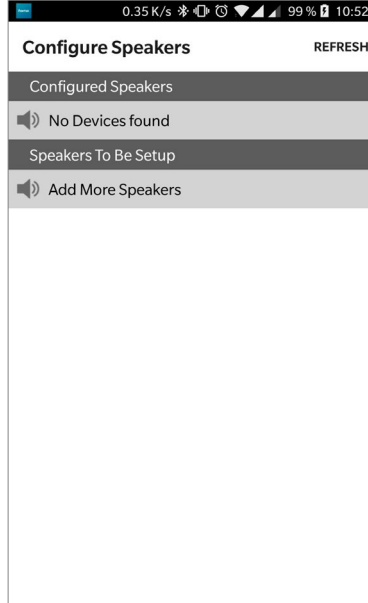 0.35 K/s 99 % 10:52
Configure Speakers REFRESH
Configured Speakers
No Devices found
Speakers To Be Setup
Add More Speakers